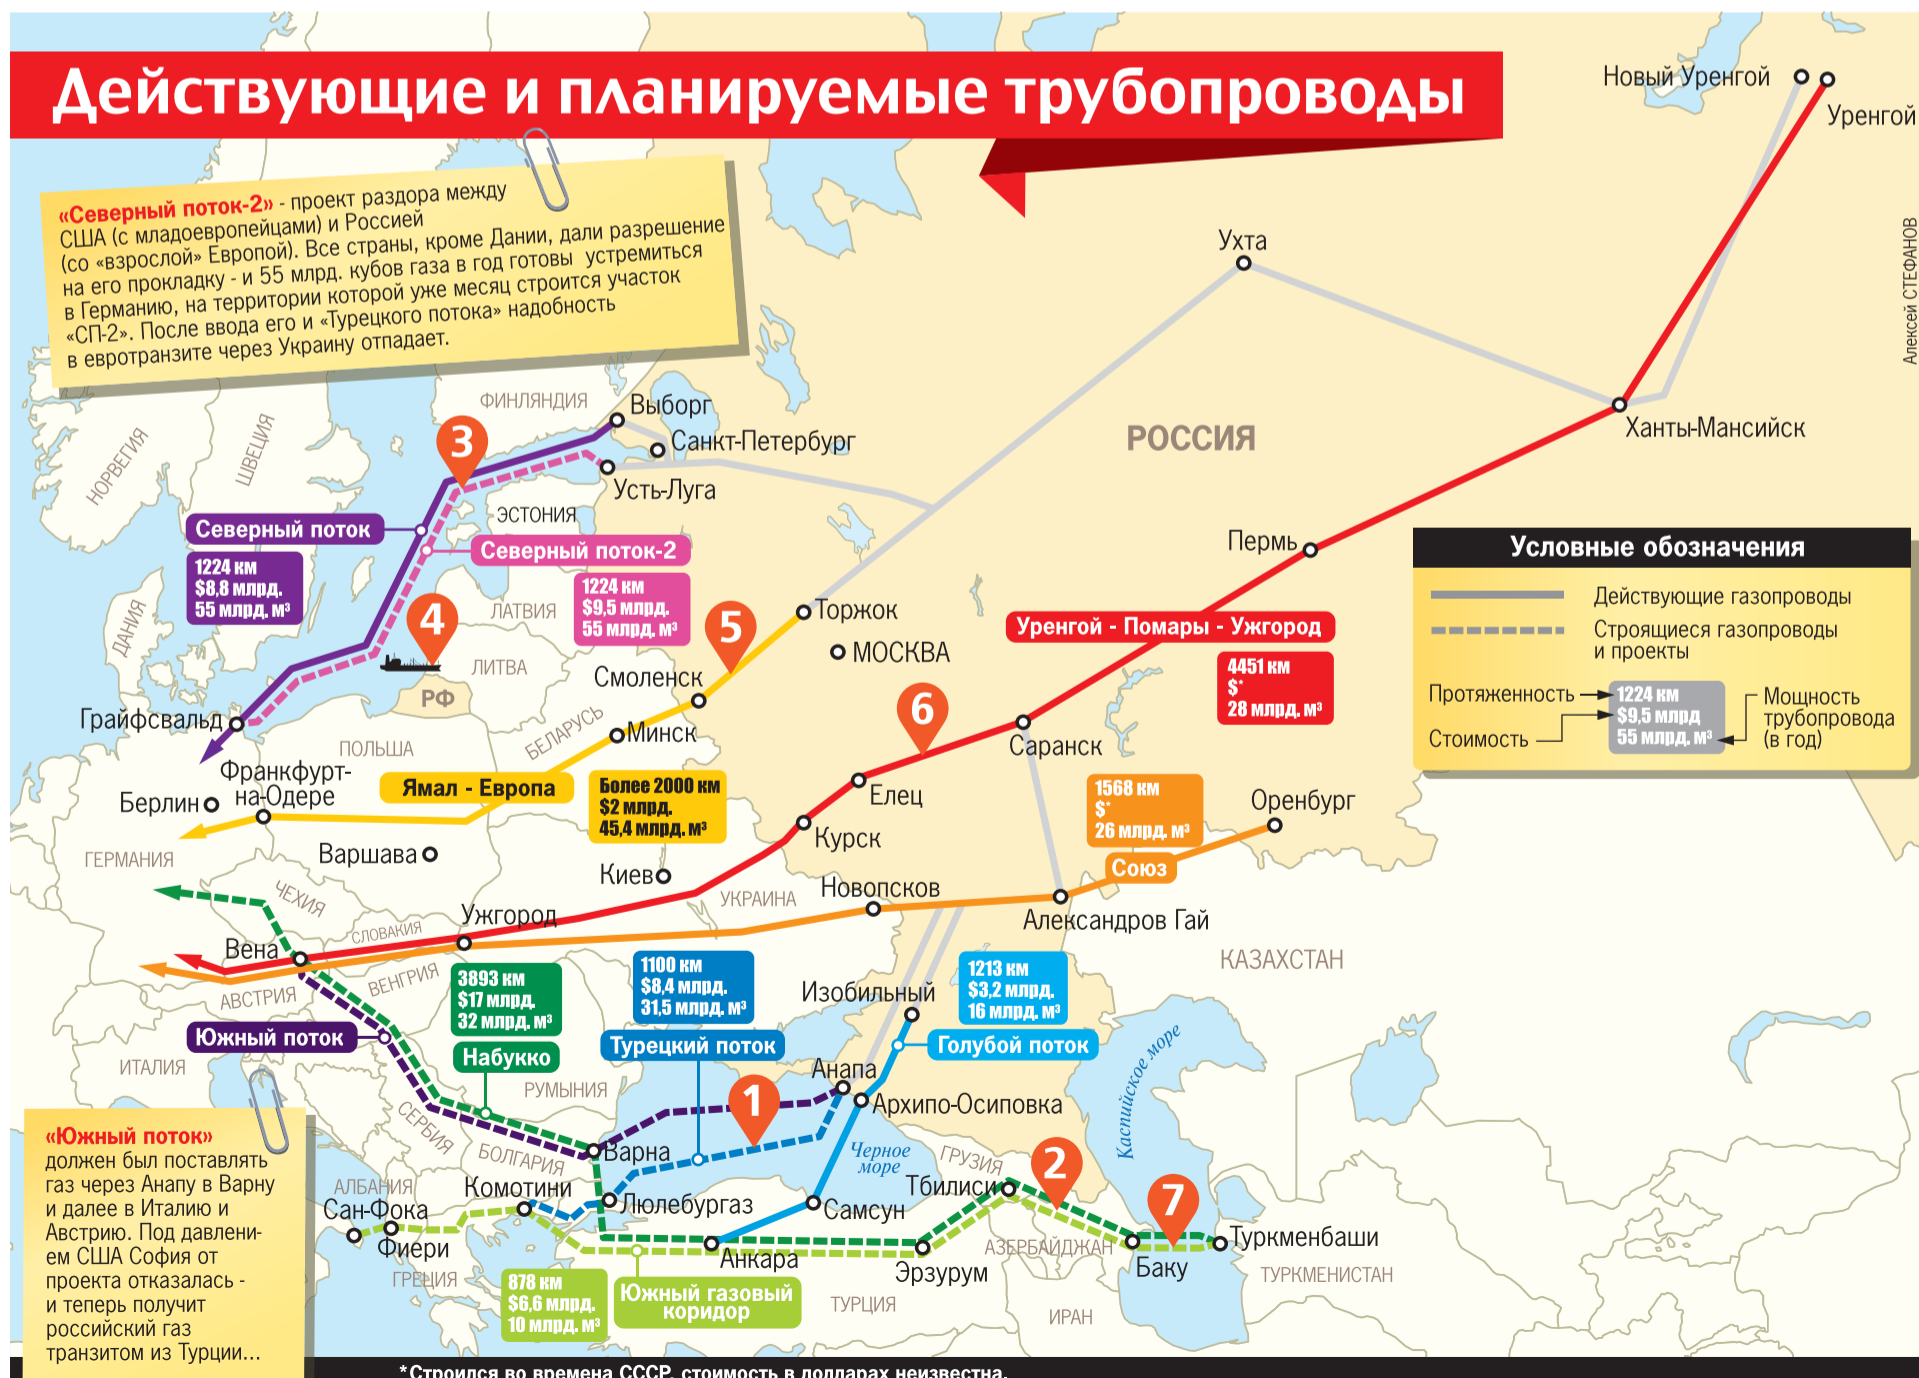 Действующие и планируемые трубопроводы
«Северный поток-2» - проект раздора между
США (с младоевропейцами) и Россией
(со «взрослой» Европой). Все страны, кроме Дании, дали разрешение
на его прокладку - и 55 млрд. кубов газа в год готовы устремиться
в Германию, на территории которой уже месяц строится участок
«СП-2». После ввода его и «Турецкого потока» надобность
в евротранзите через Украину отпадает.
Новый Уренгой
Уренгой
Алексей СТЕФАНОВ
Ухта
Ханты-Мансийск
РОССИЯ
ФИНЛЯНДИЯ
Выборг
Санкт-Петербург
Усть-Луга
НОРВЕГИЯ
ШВЕЦИЯ
3
ЭСТОНИЯ
Северный поток
1224 км
$8,8 млрд.
55 млрд. м³
Северный поток-2
1224 км
$9,5 млрд.
55 млрд. м³
ДАНИЯ
ЛАТВИЯ
4
5
Торжок
МОСКВА
ЛИТВА
РФ
Смоленск
Минск
БЕЛАРУСЬ
Пермь
Уренгой - Помары - Ужгород
4451 км
$*
28 млрд. м³
6
Саранск
Елец
Курск
Условные обозначения
Действующие газопроводы
Строящиеся газопроводы
и проекты
Протяженность
Стоимость
1224 км
$9,5 млрд
55 млрд. м³
Мощность
трубопровода
(в год)
Грайфсвальд
ПОЛЬША
Франкфурт-
на-Одере
Берлин
Ямал - Европа
Более 2000 км
$2 млрд.
45,4 млрд. м³
1568 км
$*
26 млрд. м³
Союз
Оренбург
ГЕРМАНИЯ
Варшава
Киев
УКРАИНА
Новопсков
Александров Гай
ЧЕХИЯ
Ужгород
СЛОВАКИЯ
Вена
АВСТРИЯ
ВЕНГРИЯ
КАЗАХСТАН
3893 км
$17 млрд.
32 млрд. м³
Набукко
1100 км
$8,4 млрд.
31,5 млрд. м³
Турецкий поток
Изобильный
1213 км
$3,2 млрд.
16 млрд. м³
Голубой поток
Южный поток
ИТАЛИЯ
РУМЫНИЯ
СЕРБИЯ
БОЛГАРИЯ
1
Анапа
Архипо-Осиповка
Каспийское море
Черное
море
ГРУЗИЯ
Тбилиси
2
7
Варна
Комотини
Люлебургаз
Самсун
АЛБАНИЯ
Сан-Фока
Фиери
ГРЕЦИЯ
Анкара
Эрзурум
АЗЕРБАЙДЖАН
Баку
Туркменбаши
ТУРКМЕНИСТАН
ТУРЦИЯ
ИРАН
878 км
$6,6 млрд.
10 млрд. м³
Южный газовый
коридор
«Южный поток»
должен был поставлять
газ через Анапу в Варну
и далее в Италию и
Австрию. Под давлени-
ем США София от
проекта отказалась -
и теперь получит
российский газ
транзитом из Турции...
*Строился во времена СССР, стоимость в долларах неизвестна.